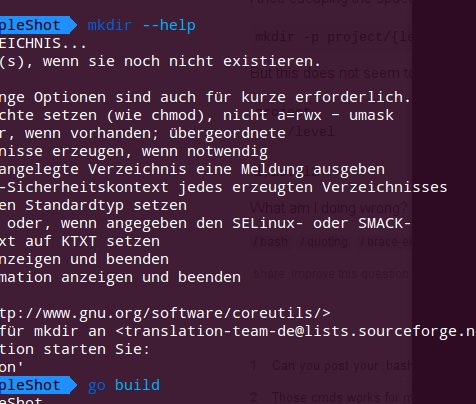 pleShot mkdir --help
EICHNIS...
(s), wenn sie noch nicht existieren.
nge Optionen sind auch für kurze erforderlich.
chte setzen (wie chmod), nicht a=rwx – umask
r, wenn vorhanden; übergeordnete
nisse erzeugen, wenn notwendig
angelegte Verzeichnis eine Meldung ausgeben
-Sicherheitskontext jedes erzeugten Verzeichnisses
en Standardtyp setzen
oder, wenn angegeben den SELinux- oder SMACK-
xt auf KTXT setzen
nzeigen und beenden
mation anzeigen und beenden
tp://www.gnu.org/software/coreutils/>
für mkdir an <translation-team-de@lists.sourceforge.n
tion starten Sie:
on'
pleShot go build
pleShot
mkdir -p project/{le
But this does not seem to
/level
What am I doing wrong?
/ bash / quoting / brace-e
share improve this question
1 Can you post your bash
2 Those cmds works for m